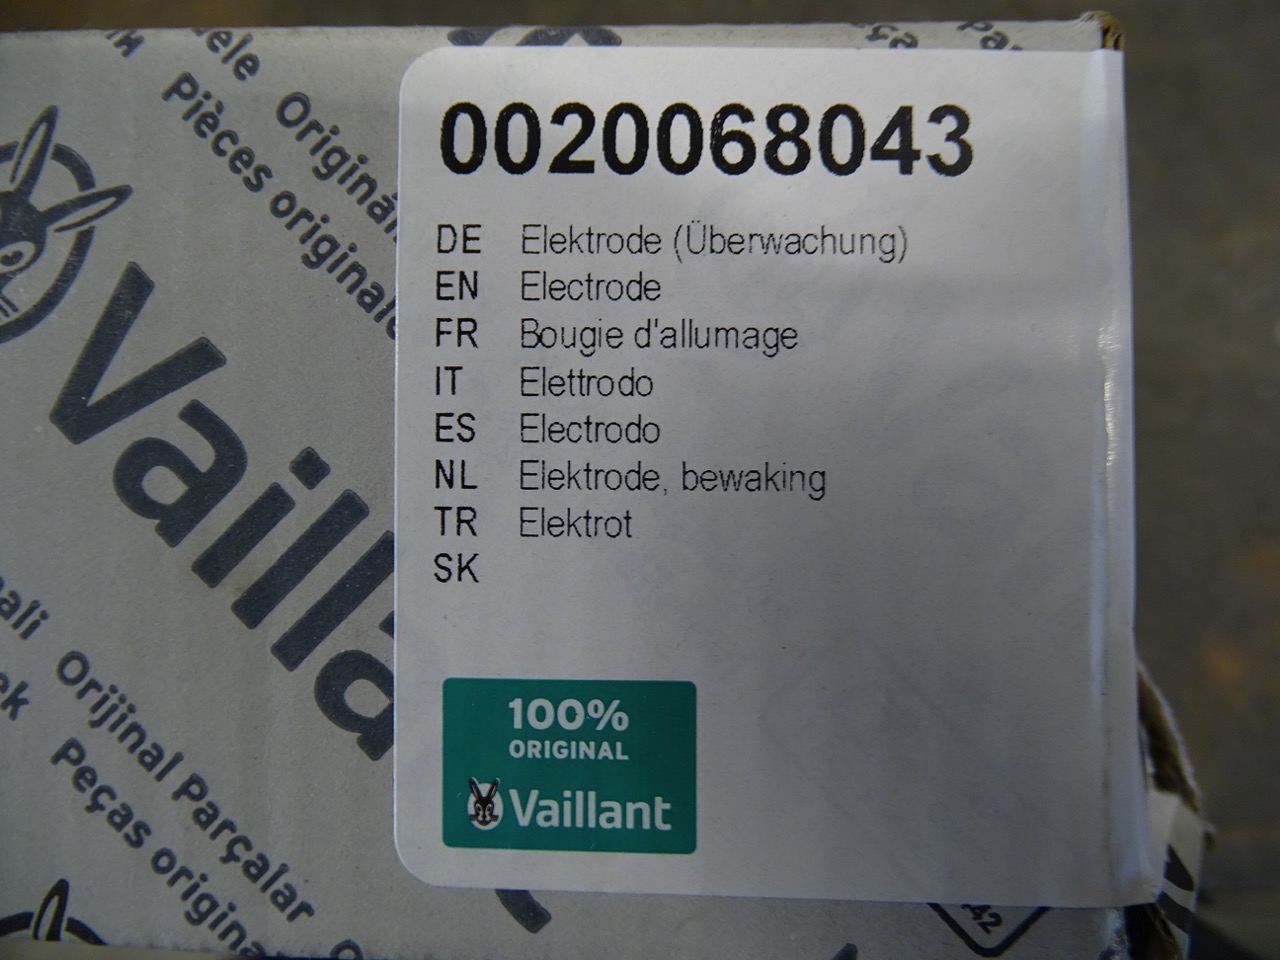 0020068043
DE Elektrode (Überwachung)
EN Electrode
FR Bougie d'allumage
IT Elettrodo
ES Electrodo
NL Elektrode, bewaking
TR Elektrot
SK
100%
ORIGINAL
Vaillant
Pièces originale
Originál
Orijinal Parçalar
Peças origina